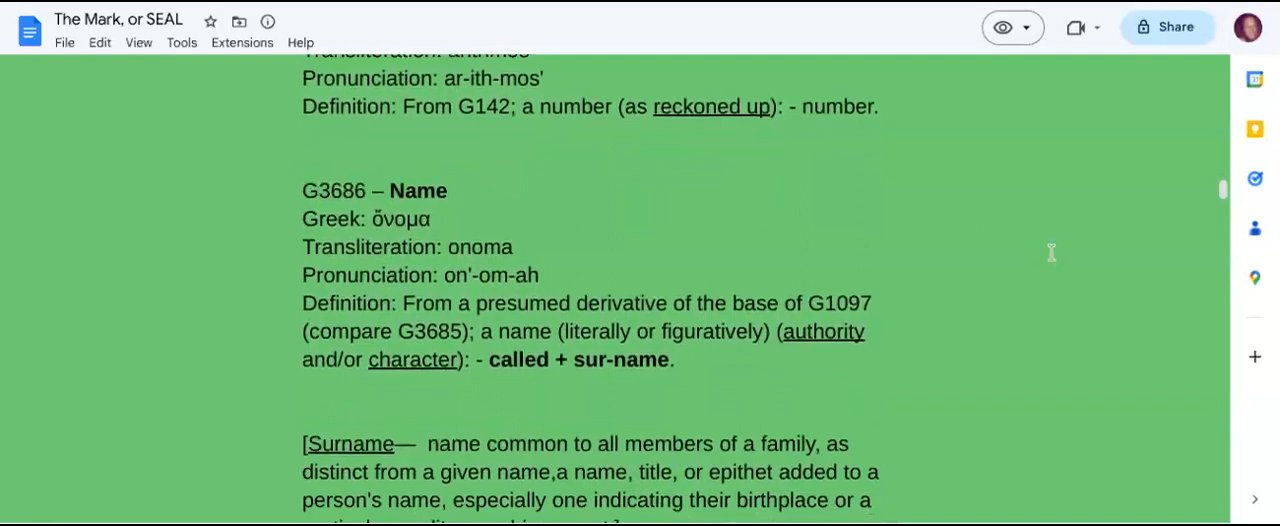 The Mark, or SEAL
File Edit View Tools Extensions Help
Share
Pronunciation: ar-ith-mos'
Definition: From G142; a number (as reckoned up): - number.
G3686 – Name
Greek: ὄνομα
Transliteration: onoma
Pronunciation: on'-om-ah
Definition: From a presumed derivative of the base of G1097
(compare G3685); a name (literally or figuratively) (authority
and/or character): - called + sur-name.
[Surname— name common to all members of a family, as
distinct from a given name,a name, title, or epithet added to a
person's name, especially one indicating their birthplace or a